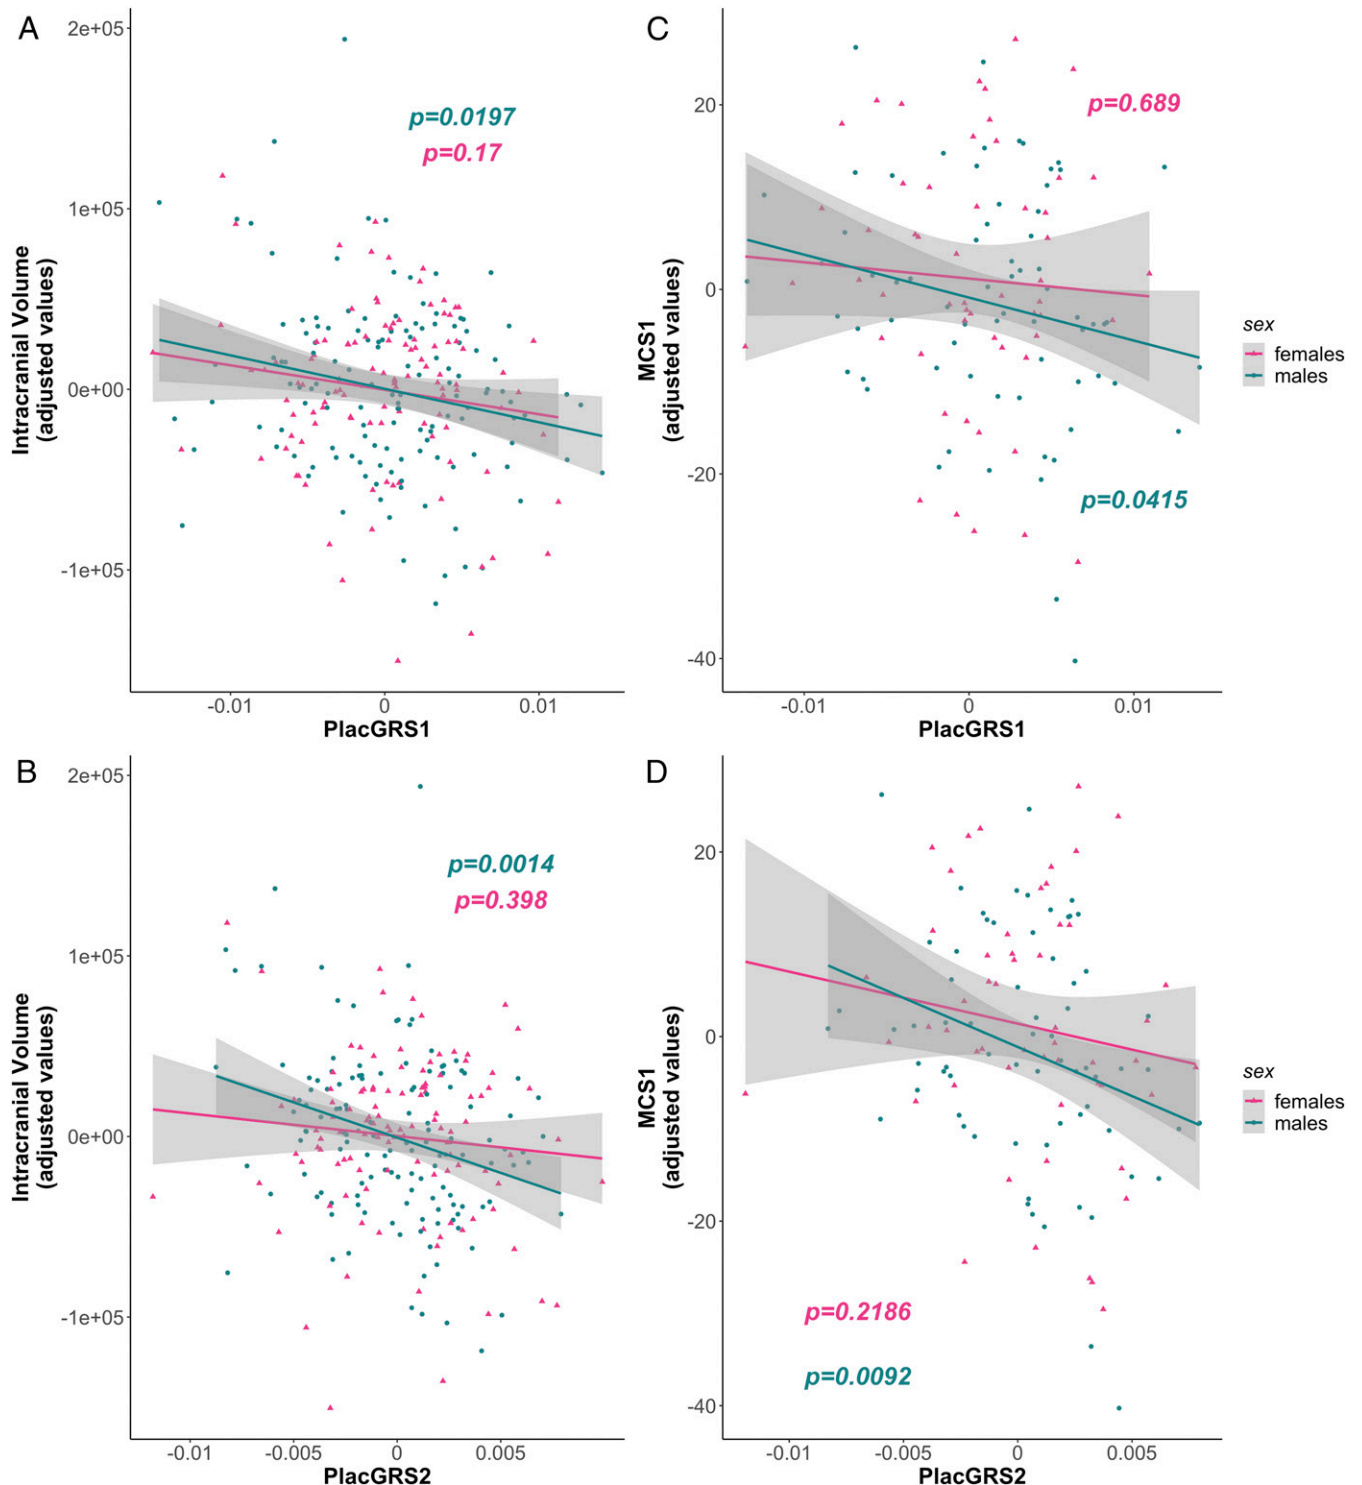 A
2e+05
1e+05
0e+00
-1e+05
Intracranial Volume
(adjusted values)
p=0.0197
p=0.17
-0.01
0
0.01
PlacGRS1
C
20
0
-20
-40
MCS1
(adjusted values)
p=0.689
p=0.0415
-0.01
0
0.01
PlacGRS1
sex
females
males
B
2e+05
1e+05
0e+00
-1e+05
Intracranial Volume
(adjusted values)
p=0.0014
p=0.398
-0.01
-0.005
0
0.005
PlacGRS2
D
20
0
-20
-40
MCS1
(adjusted values)
p=0.2186
p=0.0092
-0.01
-0.005
0
0.005
PlacGRS2
sex
females
males